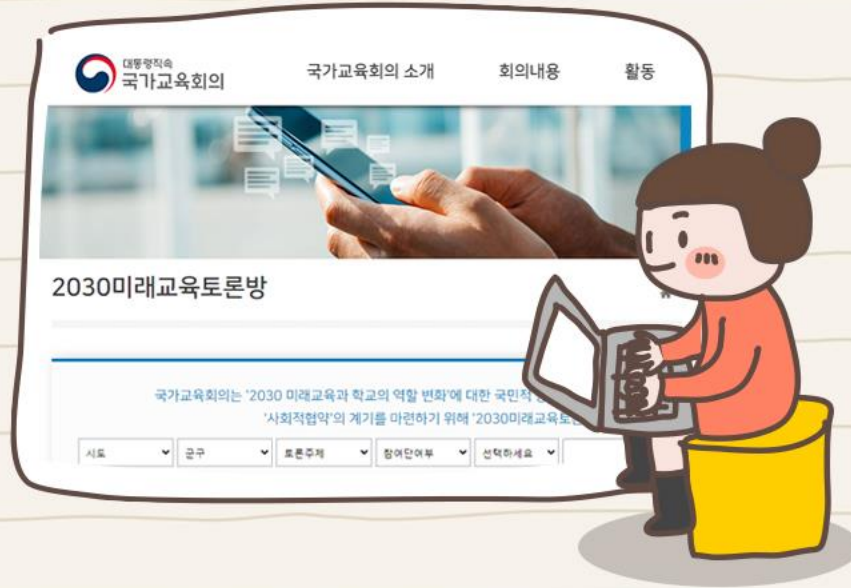 대통령직속
국가교육회의
국가교육회의 소개 회의내용 활동
2030미래교육토론방
국가교육회의는 '2030 미래교육과 학교의 역할 변화'에 대한 국민적
'사회적협약'의 계기를 마련하기 위해 '2030미래교육토론
시도 군구 토론주제 참여단여부 선택하세요